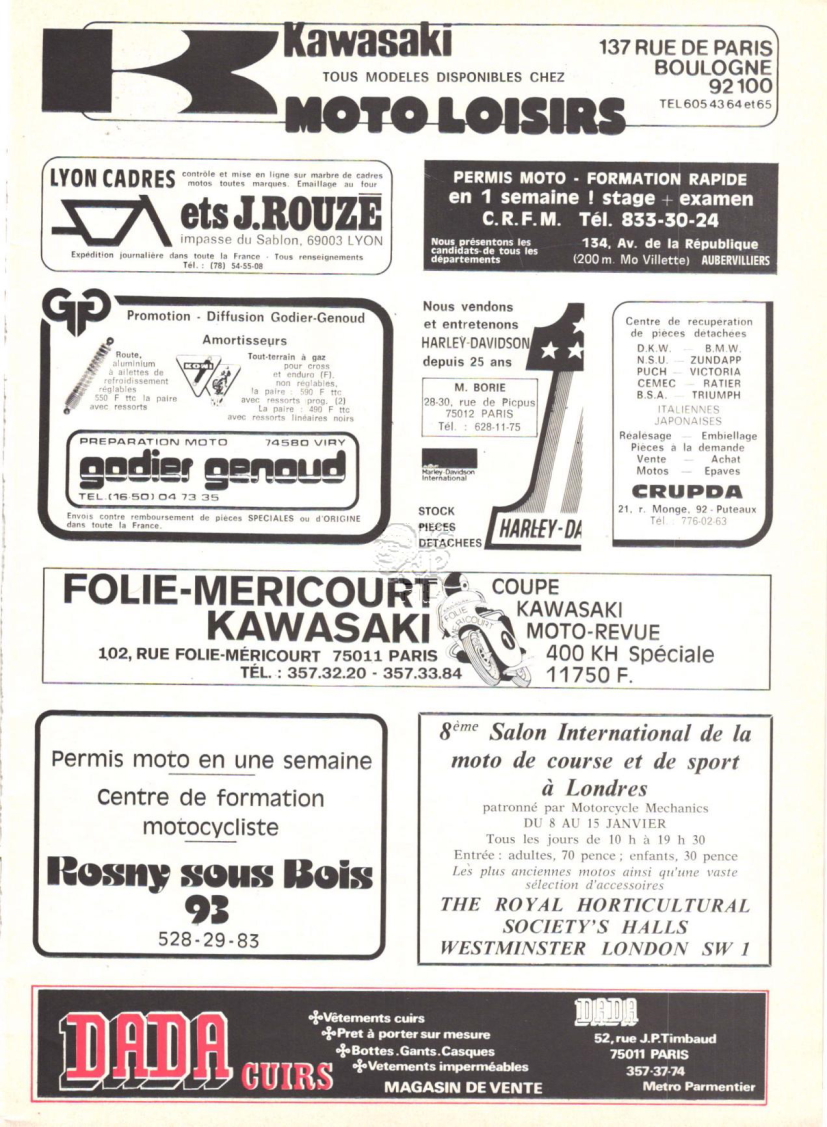 Kawasaki
TOUS MODELES DISPONIBLES CHEZ
MOTO LOISIRS
137 RUE DE PARIS
BOULOGNE
92100
TEL 605 43 64 et 65
LYON CADRES
contrôle et mise en ligne sur marbre de cadres
motos toutes marques. Emaillage au four
ets J.ROUZE
impasse du Sablon, 69003 LYON
Expédition journalière dans toute la France - Tous renseignements
Tél. : (78) 54-55-08
PERMIS MOTO - FORMATION RAPIDE
en 1 semaine ! stage + examen
C.R.F.M. Tél. 833-30-24
Nous présentons les
candidats de tous les
départements
134, Av. de la République
(200 m. Mo Villette) AUBERVILLIERS
GG
Promotion - Diffusion Godier-Genoud
Amortisseurs
Route,
aluminium
à ailettes de
refroidissement
réglables
550 F ttc la paire
avec ressorts
KONI
Tout-terrain à gaz
pour cross
et enduro (F).
non réglables,
la paire : 590 F ttc
avec ressorts prog. (2)
La paire : 490 F ttc
avec ressorts linéaires noirs
PREPARATION MOTO 74580 VIRY
godier genoud
TEL.(16·50) 04 73 35
Envois contre remboursement de pièces SPECIALES ou d'ORIGINE
dans toute la France.
Nous vendons
et entretenons
HARLEY-DAVIDSON
depuis 25 ans
M. BORIE
28-30, rue de Picpus
75012 PARIS
Tél. : 628-11-75
Harley-Davidson
International
STOCK
PIECES
DETACHEES
HARLEY-DA
Centre de recuperation
de pièces detachées
D.K.W. — B.M.W.
N.S.U. — ZUNDAPP
PUCH — VICTORIA
CEMEC — RATIER
B.S.A. — TRIUMPH
ITALIENNES
JAPONAISES
Realesage — Embiellage
Pièces à la demande
Vente — Achat
Motos — Epaves
CRUPDA
21, r. Monge, 92 - Puteaux
Tél. : 776-02-63
FOLIE-MERICOURT
KAWASAKI
102, RUE FOLIE-MÉRICOURT 75011 PARIS
TÉL. : 357.32.20 - 357.33.84
FOLIE
MERICOURT
COUPE
KAWASAKI
MOTO-REVUE
400 KH Spéciale
11750 F.
Permis moto en une semaine
Centre de formation
motocycliste
Rosny sous Bois
93
528-29-83
8ème Salon International de la
moto de course et de sport
à Londres
patronné par Motorcycle Mechanics
DU 8 AU 15 JANVIER
Tous les jours de 10 h à 19 h 30
Entrée : adultes, 70 pence ; enfants, 30 pence
Les plus anciennes motos ainsi qu'une vaste
sélection d'accessoires
THE ROYAL HORTICULTURAL
SOCIETY'S HALLS
WESTMINSTER LONDON SW 1
DADA CUIRS
Vêtements cuirs
Pret à porter sur mesure
Bottes.Gants.Casques
Vetements imperméables
MAGASIN DE VENTE
DADA
52, rue J.P.Timbaud
75011 PARIS
357-37-74
Metro Parmentier